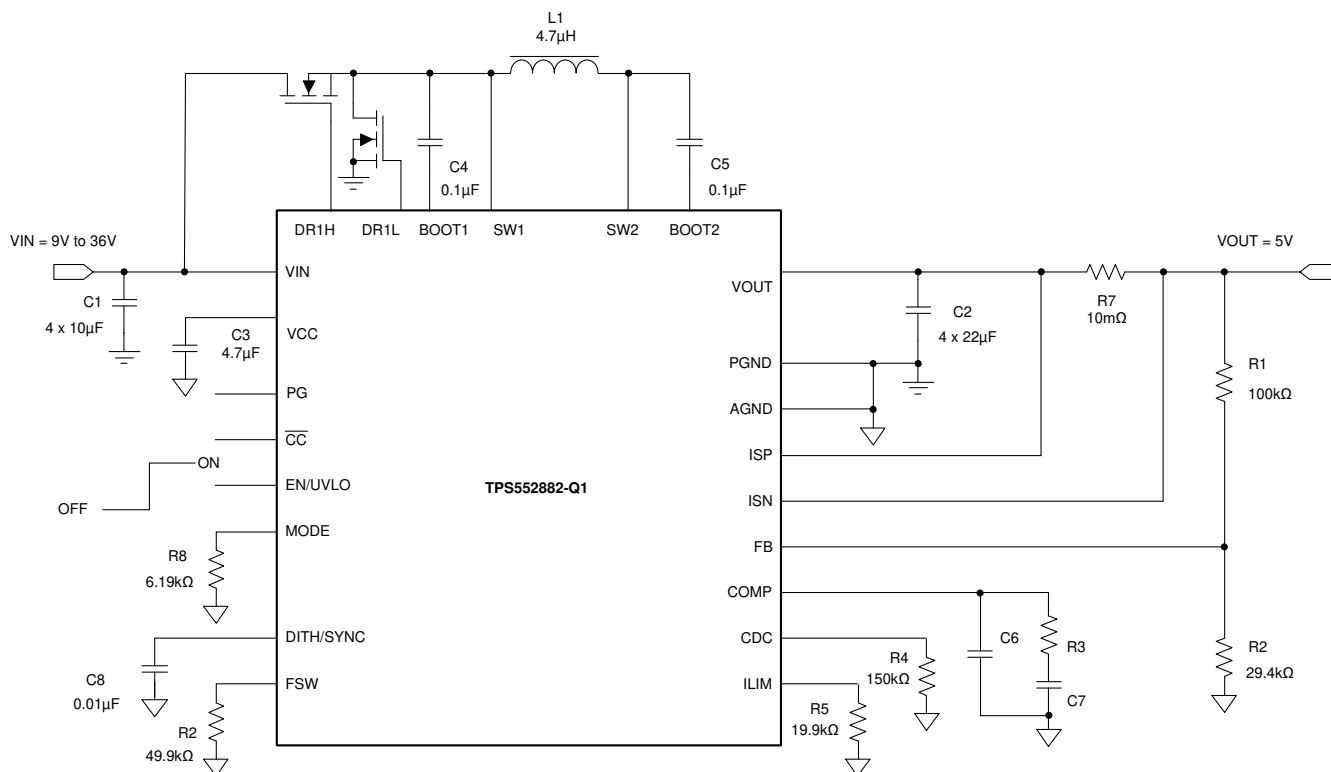 L1
4.7µH
C4
0.1µF
C5
0.1µF
DR1H
DR1L
BOOT1
SW1
SW2
BOOT2
VIN = 9V to 36V
VOUT = 5V
VIN
VOUT
C1
4 x 10µF
C3
4.7µF
VCC
C2
4 x 22µF
R7
10mΩ
PGND
R1
100kΩ
PG
AGND
CC
ISP
ON
OFF
EN/UVLO
TPS552882-Q1
ISN
MODE
FB
R8
6.19kΩ
COMP
DITH/SYNC
CDC
C6
R3
R2
29.4kΩ
C8
0.01µF
FSW
ILIM
R4
150kΩ
C7
R2
49.9kΩ
R5
19.9kΩ